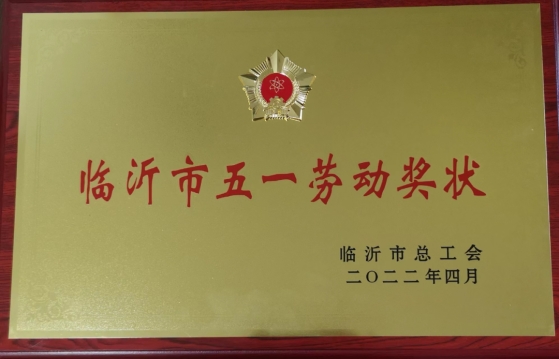 临沂市五一劳动奖状
临沂市总工会
二〇二二年四月